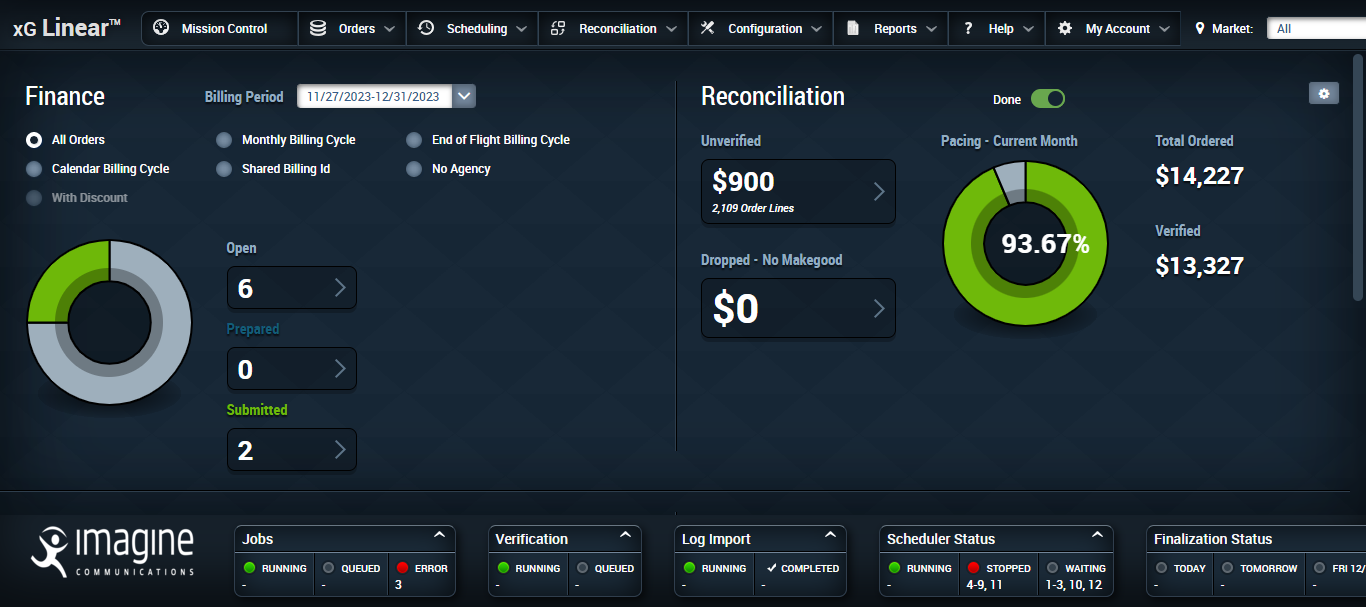 xG Linear™
Mission Control
Orders
Scheduling
Reconciliation
Configuration
Reports
? Help
My Account
Market:
All
Finance
Billing Period
11/27/2023-12/31/2023
All Orders
Monthly Billing Cycle
End of Flight Billing Cycle
Calendar Billing Cycle
Shared Billing Id
No Agency
With Discount
Open
6
Prepared
0
Submitted
2
Reconciliation
Done
Unverified
$900
2,109 Order Lines
Dropped - No Makegood
$0
Pacing - Current Month
93.67%
Total Ordered
$14,227
Verified
$13,327
imagine
COMMUNICATIONS
Jobs
RUNNING
-
QUEUED
-
ERROR
3
Verification
RUNNING
-
QUEUED
-
Log Import
RUNNING
-
COMPLETED
-
Scheduler Status
RUNNING
-
STOPPED
4-9, 11
WAITING
1-3, 10, 12
Finalization Status
TODAY
-
TOMORROW
-
FRI 12/
-